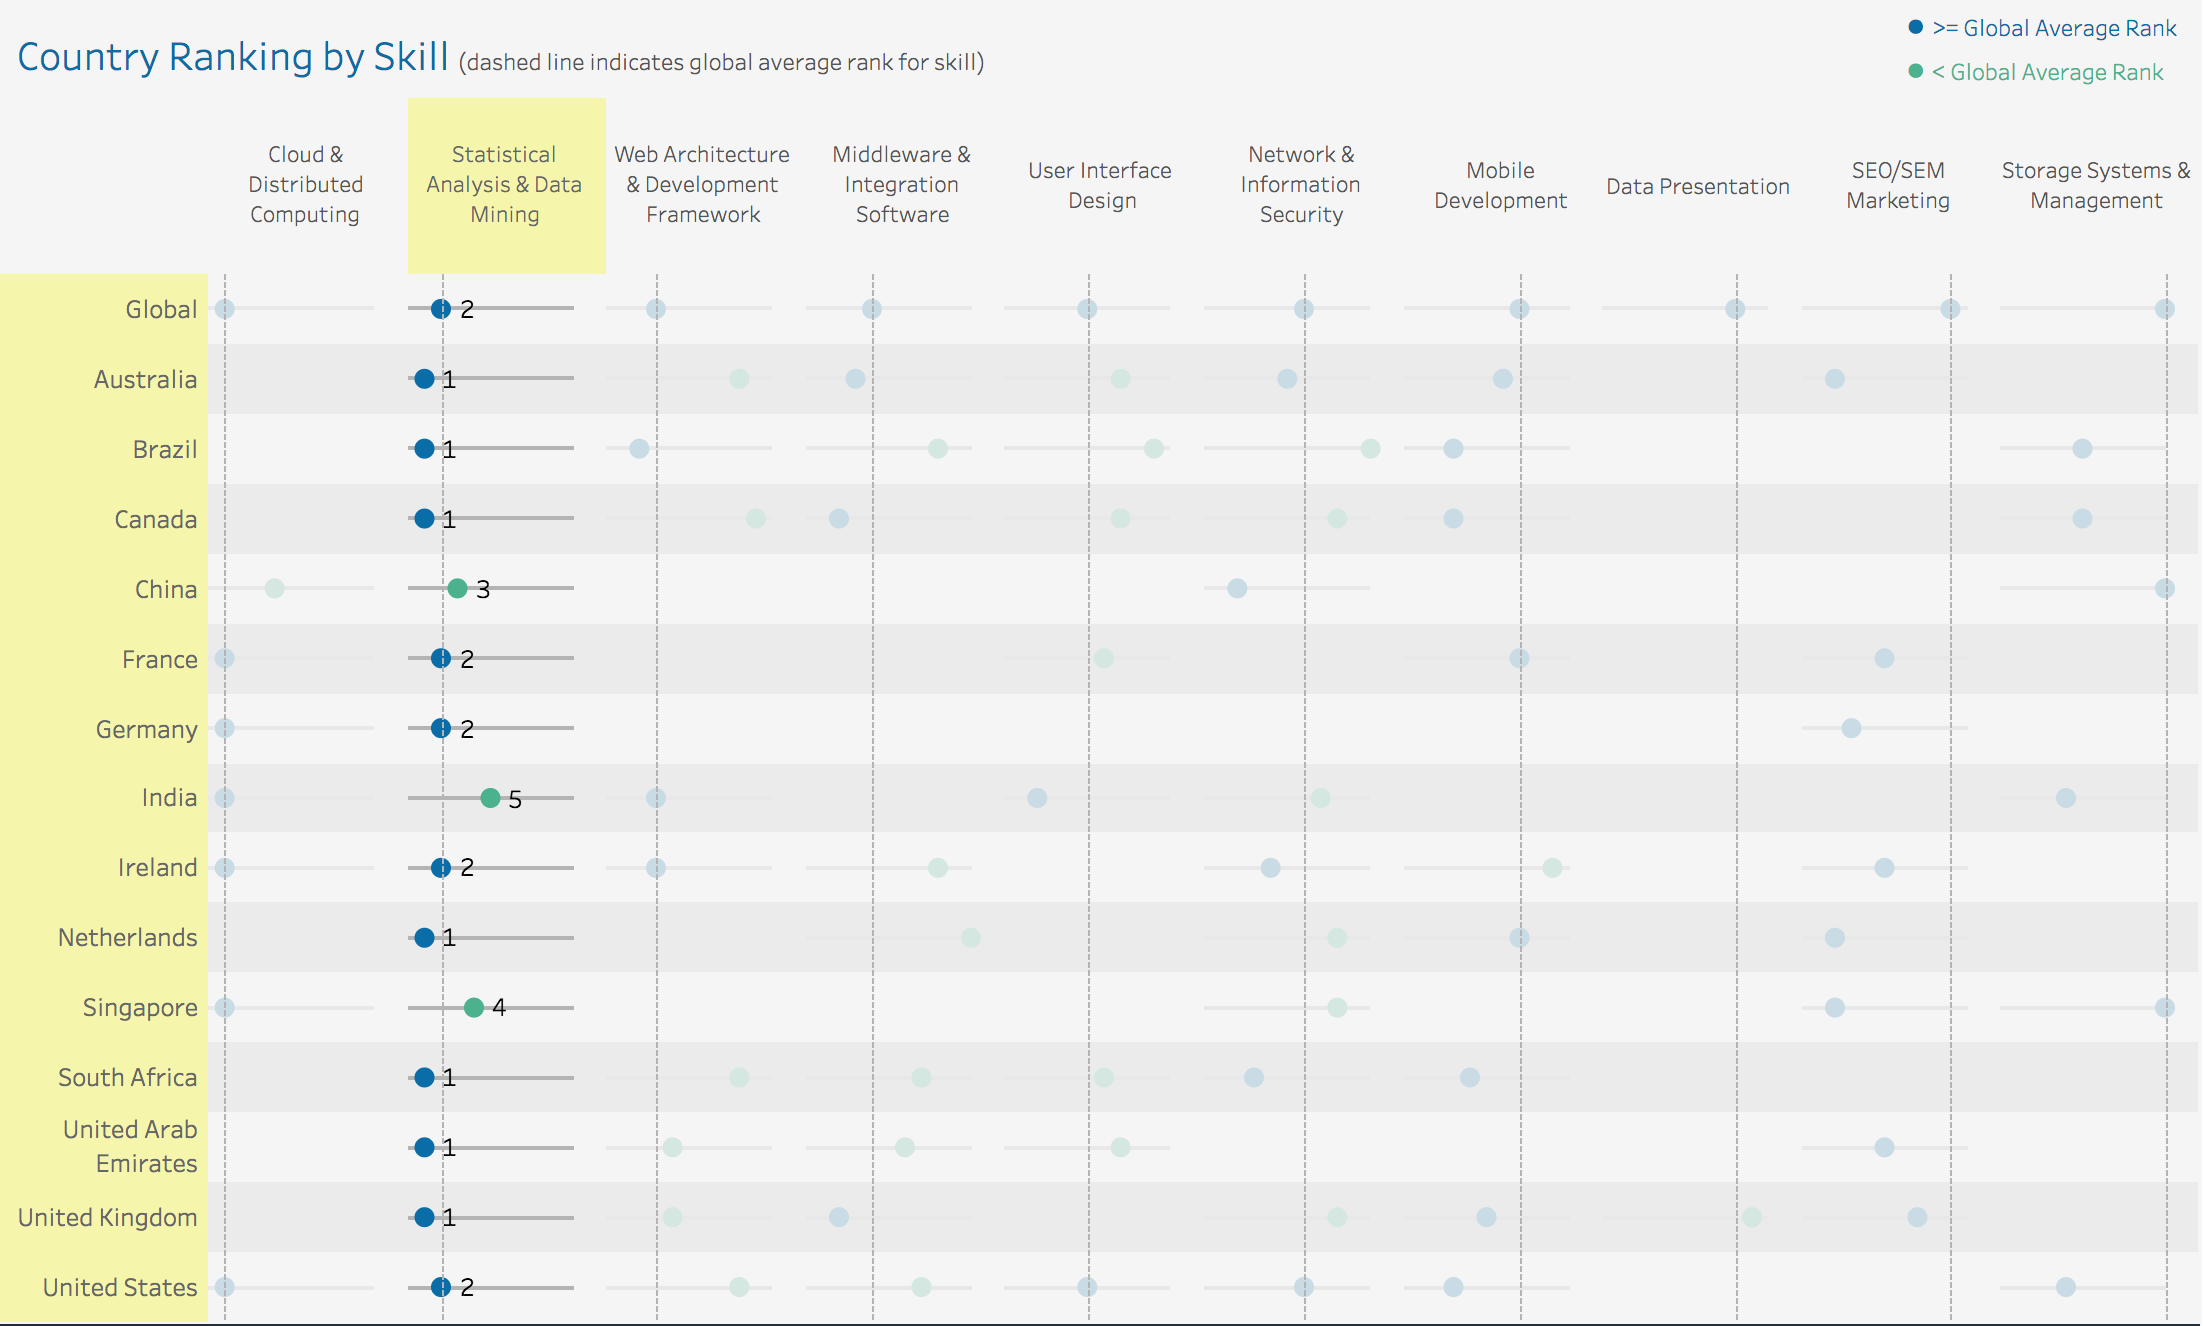 Country Ranking by Skill (dashed line indicates global average rank for skill)
>= Global Average Rank
< Global Average Rank
Cloud &
Distributed
Computing
Statistical
Analysis & Data
Mining
Web Architecture
& Development
Framework
Middleware &
Integration
Software
User Interface
Design
Network &
Information
Security
Mobile
Development
Data Presentation
SEO/SEM
Marketing
Storage Systems &
Management
Global 2
Australia 1
Brazil 1
Canada 1
China 3
France 2
Germany 2
India 5
Ireland 2
Netherlands 1
Singapore 4
South Africa 1
United Arab
Emirates 1
United Kingdom 1
United States 2